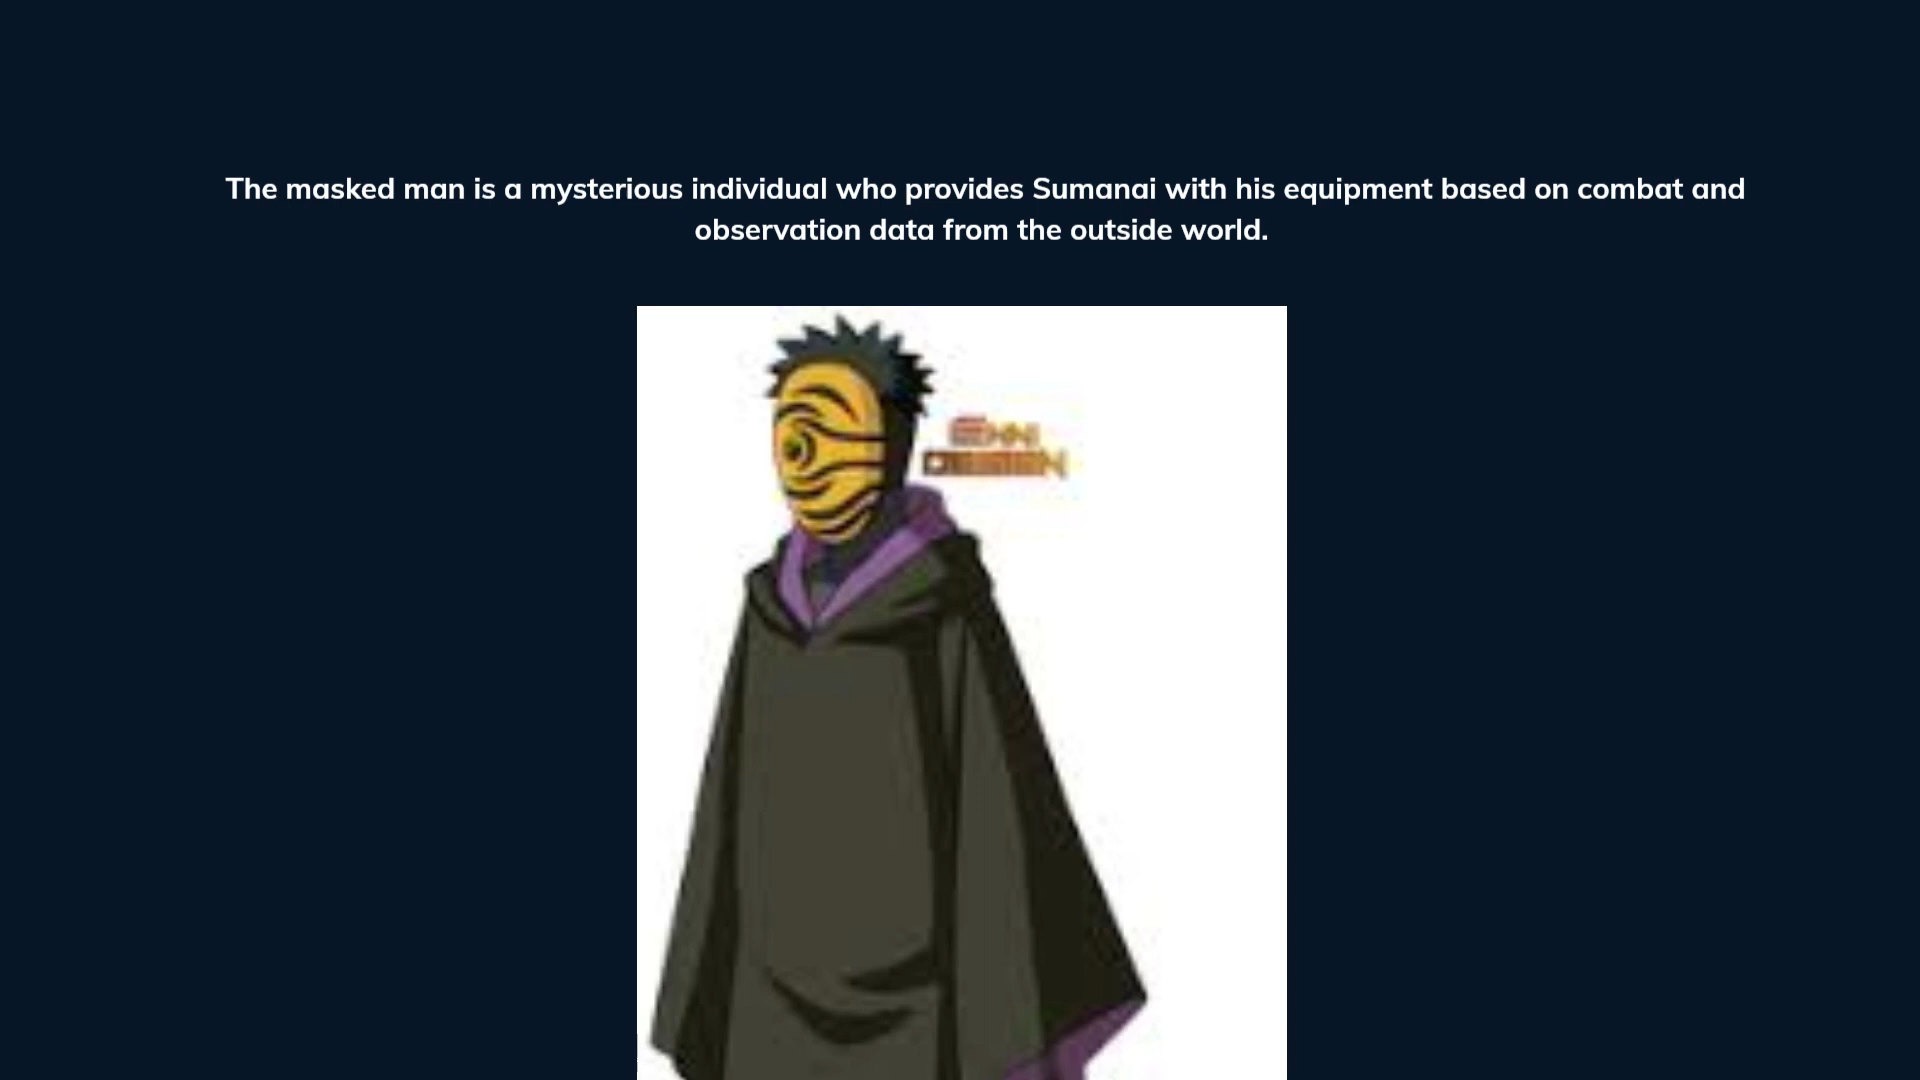 The masked man is a mysterious individual who provides Sumanai with his equipment based on combat and
observation data from the outside world.